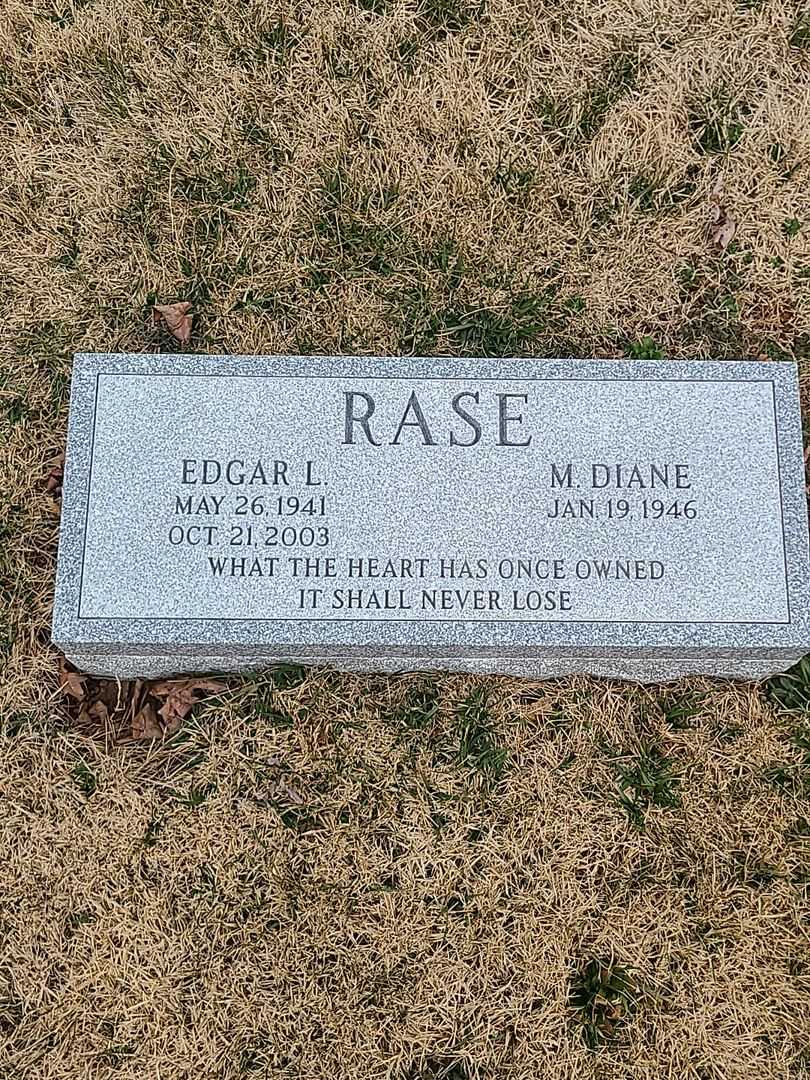 RASE
EDGAR L.
MAY 26, 1941
OCT. 21, 2003
M. DIANE
JAN. 19, 1946
WHAT THE HEART HAS ONCE OWNED
IT SHALL NEVER LOSE